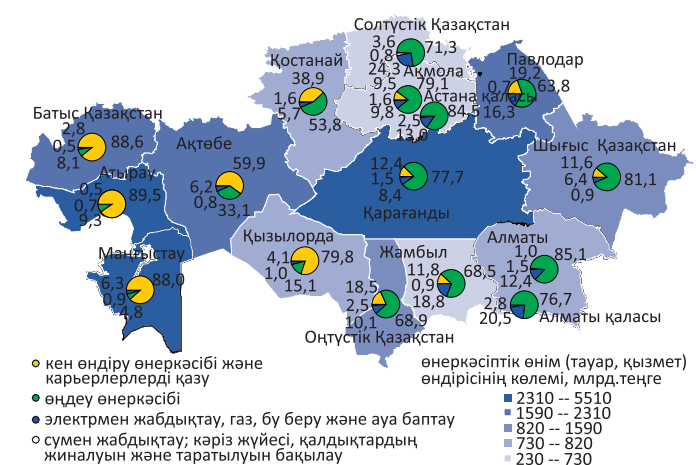 Солтүстік Қазақстан
3,6
0,8
71,3
24,3
Қостанай
38,9
1,6
5,7
53,8
Ақмола
9,5
79,1
1,6
9,8
Астана қаласы
84,5
2,5
13,0
Павлодар
19,2
0,7
63,8
16,3
Батыс Қазақстан
2,8
0,5
88,6
8,1
Ақтөбе
59,9
6,2
0,8
33,1
Атырау
0,5
0,7
89,5
9,3
Шығыс Қазақстан
11,6
6,4
81,1
0,9
12,4
1,5
77,7
8,4
Қарағанды
Маңғыстау
6,3
88,0
0,9
4,8
Қызылорда
4,1
79,8
1,0
15,1
Жамбыл
11,8
68,5
0,9
18,8
Алматы
1,0
85,1
1,5
12,4
18,5
2,5
10,1
68,9
Оңтүстік Қазақстан
2,8
76,7
20,5
Алматы қаласы
кен өндіру өнеркәсібі және
карьерлерлерді қазу
өңдеу өнеркәсібі
электрмен жабдықтау, газ, бу беру және ауа баптау
сумен жабдықтау; кәріз жүйесі, қалдықтардың
жиналуын және таратылуын бақылау
өнеркәсіптік өнім (тауар, қызмет)
өндірісінің көлемі, млрд.теңге
2310 -- 5510
1590 -- 2310
820 -- 1590
730 -- 820
230 -- 730